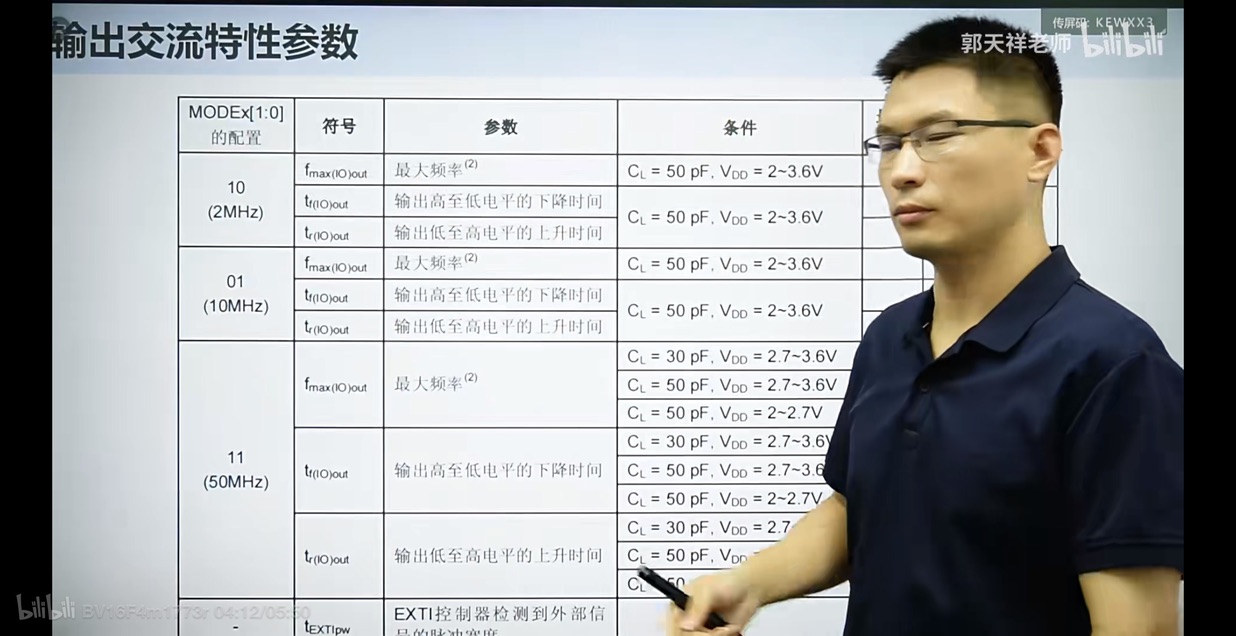 传屏码: KEWXX3
输出交流特性参数
郭天祥老师 bilibili
MODEx[1:0]
的配置
符号
参数
条件
10
(2MHz)
fmax(IO)out
最大频率(2)
CL = 50 pF, VDD = 2~3.6V
tf(IO)out
输出高至低电平的下降时间
CL = 50 pF, VDD = 2~3.6V
tr(IO)out
输出低至高电平的上升时间
01
(10MHz)
fmax(IO)out
最大频率(2)
CL = 50 pF, VDD = 2~3.6V
tf(IO)out
输出高至低电平的下降时间
CL = 50 pF, VDD = 2~3.6V
tr(IO)out
输出低至高电平的上升时间
11
(50MHz)
fmax(IO)out
最大频率(2)
CL = 30 pF, VDD = 2.7~3.6V
CL = 50 pF, VDD = 2.7~3.6V
CL = 50 pF, VDD = 2~2.7V
tf(IO)out
输出高至低电平的下降时间
CL = 30 pF, VDD = 2.7~3.6V
CL = 50 pF, VDD = 2.7~3.6
CL = 50 pF, VDD = 2~2.7V
tr(IO)out
输出低至高电平的上升时间
CL = 30 pF, VDD = 2.7
CL = 50 pF, VDD
CL 50
-
tEXTIpw
EXTI控制器检测到外部信
号的脉冲宽度
bilibili BV16F4m1773r 04:12/05:50